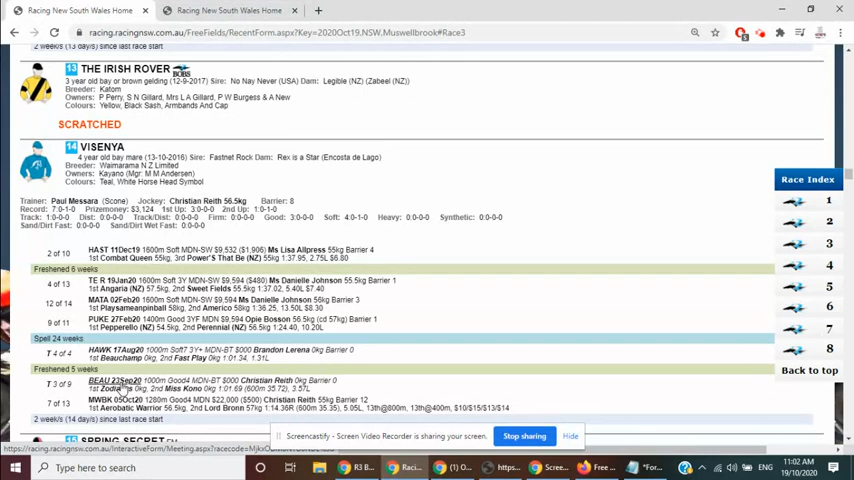 Racing New South Wales Home
Racing New South Wales Home
racing.racingnsw.com.au/FreeFields/RecentForm.aspx?Key=2020Oct19,NSW,Muswellbrook#Race3
2 week/s (13 day/s) since last race start
13 THE IRISH ROVER BOBS
3 year old bay or brown gelding (12-9-2017) Sire: No Nay Never (USA) Dam: Legible (NZ) (Zabeel (NZ))
Breeder: Katom
Owners: P Perry, S N Gillard, Mrs L A Gillard, P W Burgess & A New
Colours: Yellow, Black Sash, Armbands And Cap
SCRATCHED
14 VISENYA
4 year old bay mare (13-10-2016) Sire: Fastnet Rock Dam: Rex is a Star (Encosta de Lago)
Breeder: Waimarama N Z Limited
Owners: Kayano (Mgr: M M Andersen)
Colours: Teal, White Horse Head Symbol
Trainer: Paul Messara (Scone) Jockey: Christian Reith 56.5kg Barrier: 8
Record: 7:0-1-0 Prizemoney: $3,124 1st Up: 3:0-0-0 2nd Up: 1:0-1-0
Track: 1:0-0-0 Dist: 0:0-0-0 Track/Dist: 0:0-0-0 Firm: 0:0-0-0 Good: 3:0-0-0 Soft: 4:0-1-0 Heavy: 0:0-0-0 Synthetic: 0:0-0-0
Sand/Dirt Fast: 0:0-0-0 Sand/Dirt Wet Fast: 0:0-0-0
2 of 10 HAST 11Dec19 1600m Soft MDN-SW $9,532 ($1,906) Ms Lisa Allpress 55kg Barrier 4
1st Combat Queen 55kg, 3rd Power'S That Be (NZ) 55kg 1:37.95, 2.75L $6.80
Freshened 6 weeks
4 of 13 TE R 19Jan20 1600m Soft 3Y MDN-SW $9,594 ($480) Ms Danielle Johnson 55kg Barrier 1
1st Angaria (NZ) 57.5kg, 2nd Sweet Fields 55.5kg 1:37.02, 5.40L $7.40
12 of 14 MATA 02Feb20 1600m Soft MDN-SW $9,594 Ms Danielle Johnson 56kg Barrier 3
1st Playsameanpinball 58kg, 2nd Americo 58kg 1:36.25, 13.50L $8.30
9 of 11 PUKE 27Feb20 1400m Good 3YF MDN-SW $9,594 Opie Bosson 56.5kg (cd 57kg) Barrier 1
1st Pepperello (NZ) 54.5kg, 2nd Perennial (NZ) 56.5kg 1:24.40, 10.20L
Spell 24 weeks
T 4 of 4 HAWK 17Aug20 1000m Soft7 3Y+ MDN-BT $000 Brandon Lerena 0kg Barrier 0
1st Beauchamp 0kg, 2nd Fast Play 0kg 1:01.34, 1.31L
Freshened 5 weeks
T 3 of 9 BEAU 23Sep20 1000m Good4 MDN-BT $000 Christian Reith 0kg Barrier 0
1st 0kg, 2nd Miss Kono 0kg 1:01.69 (600m 35.72), 3.57L
7 of 13 MWBK 05Oct20 1280m Good4 MDN-SW $22,000 ($500) Christian Reith 55kg Barrier 12
1st Aerobatic Warrior 56.5kg, 2nd Lord Bronn 57kg 1:14.36R (600m 35.35), 5.05L, 13th@800m, 13th@400m, $10/$15/$13/$14
2 week/s (14 day/s) since last race start
15 SPRING SECRET
Race Index
1
2
3
4
5
6
7
8
Back to top
Screencastify - Screen Video Recorder is sharing your screen.
Stop sharing
Hide
Type here to search
R3 B
Raci
(1) O
https
Scree
Free
*For
ENG
11:02 AM
19/10/2020